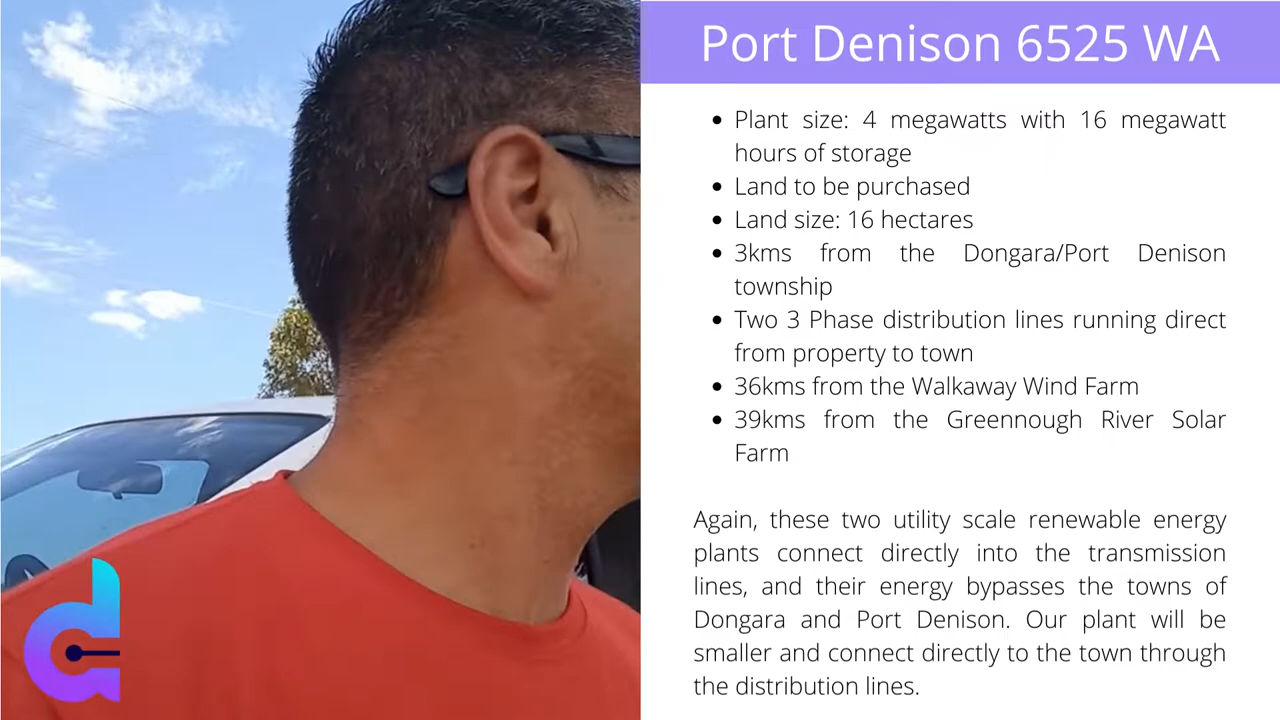 Port Denison 6525 WA
• Plant size: 4 megawatts with 16 megawatt
hours of storage
• Land to be purchased
• Land size: 16 hectares
• 3kms from the Dongara/Port Denison
township
• Two 3 Phase distribution lines running direct
from property to town
• 36kms from the Walkaway Wind Farm
• 39kms from the Greennough River Solar
Farm
Again, these two utility scale renewable energy
plants connect directly into the transmission
lines, and their energy bypasses the towns of
Dongara and Port Denison. Our plant will be
smaller and connect directly to the town through
the distribution lines.